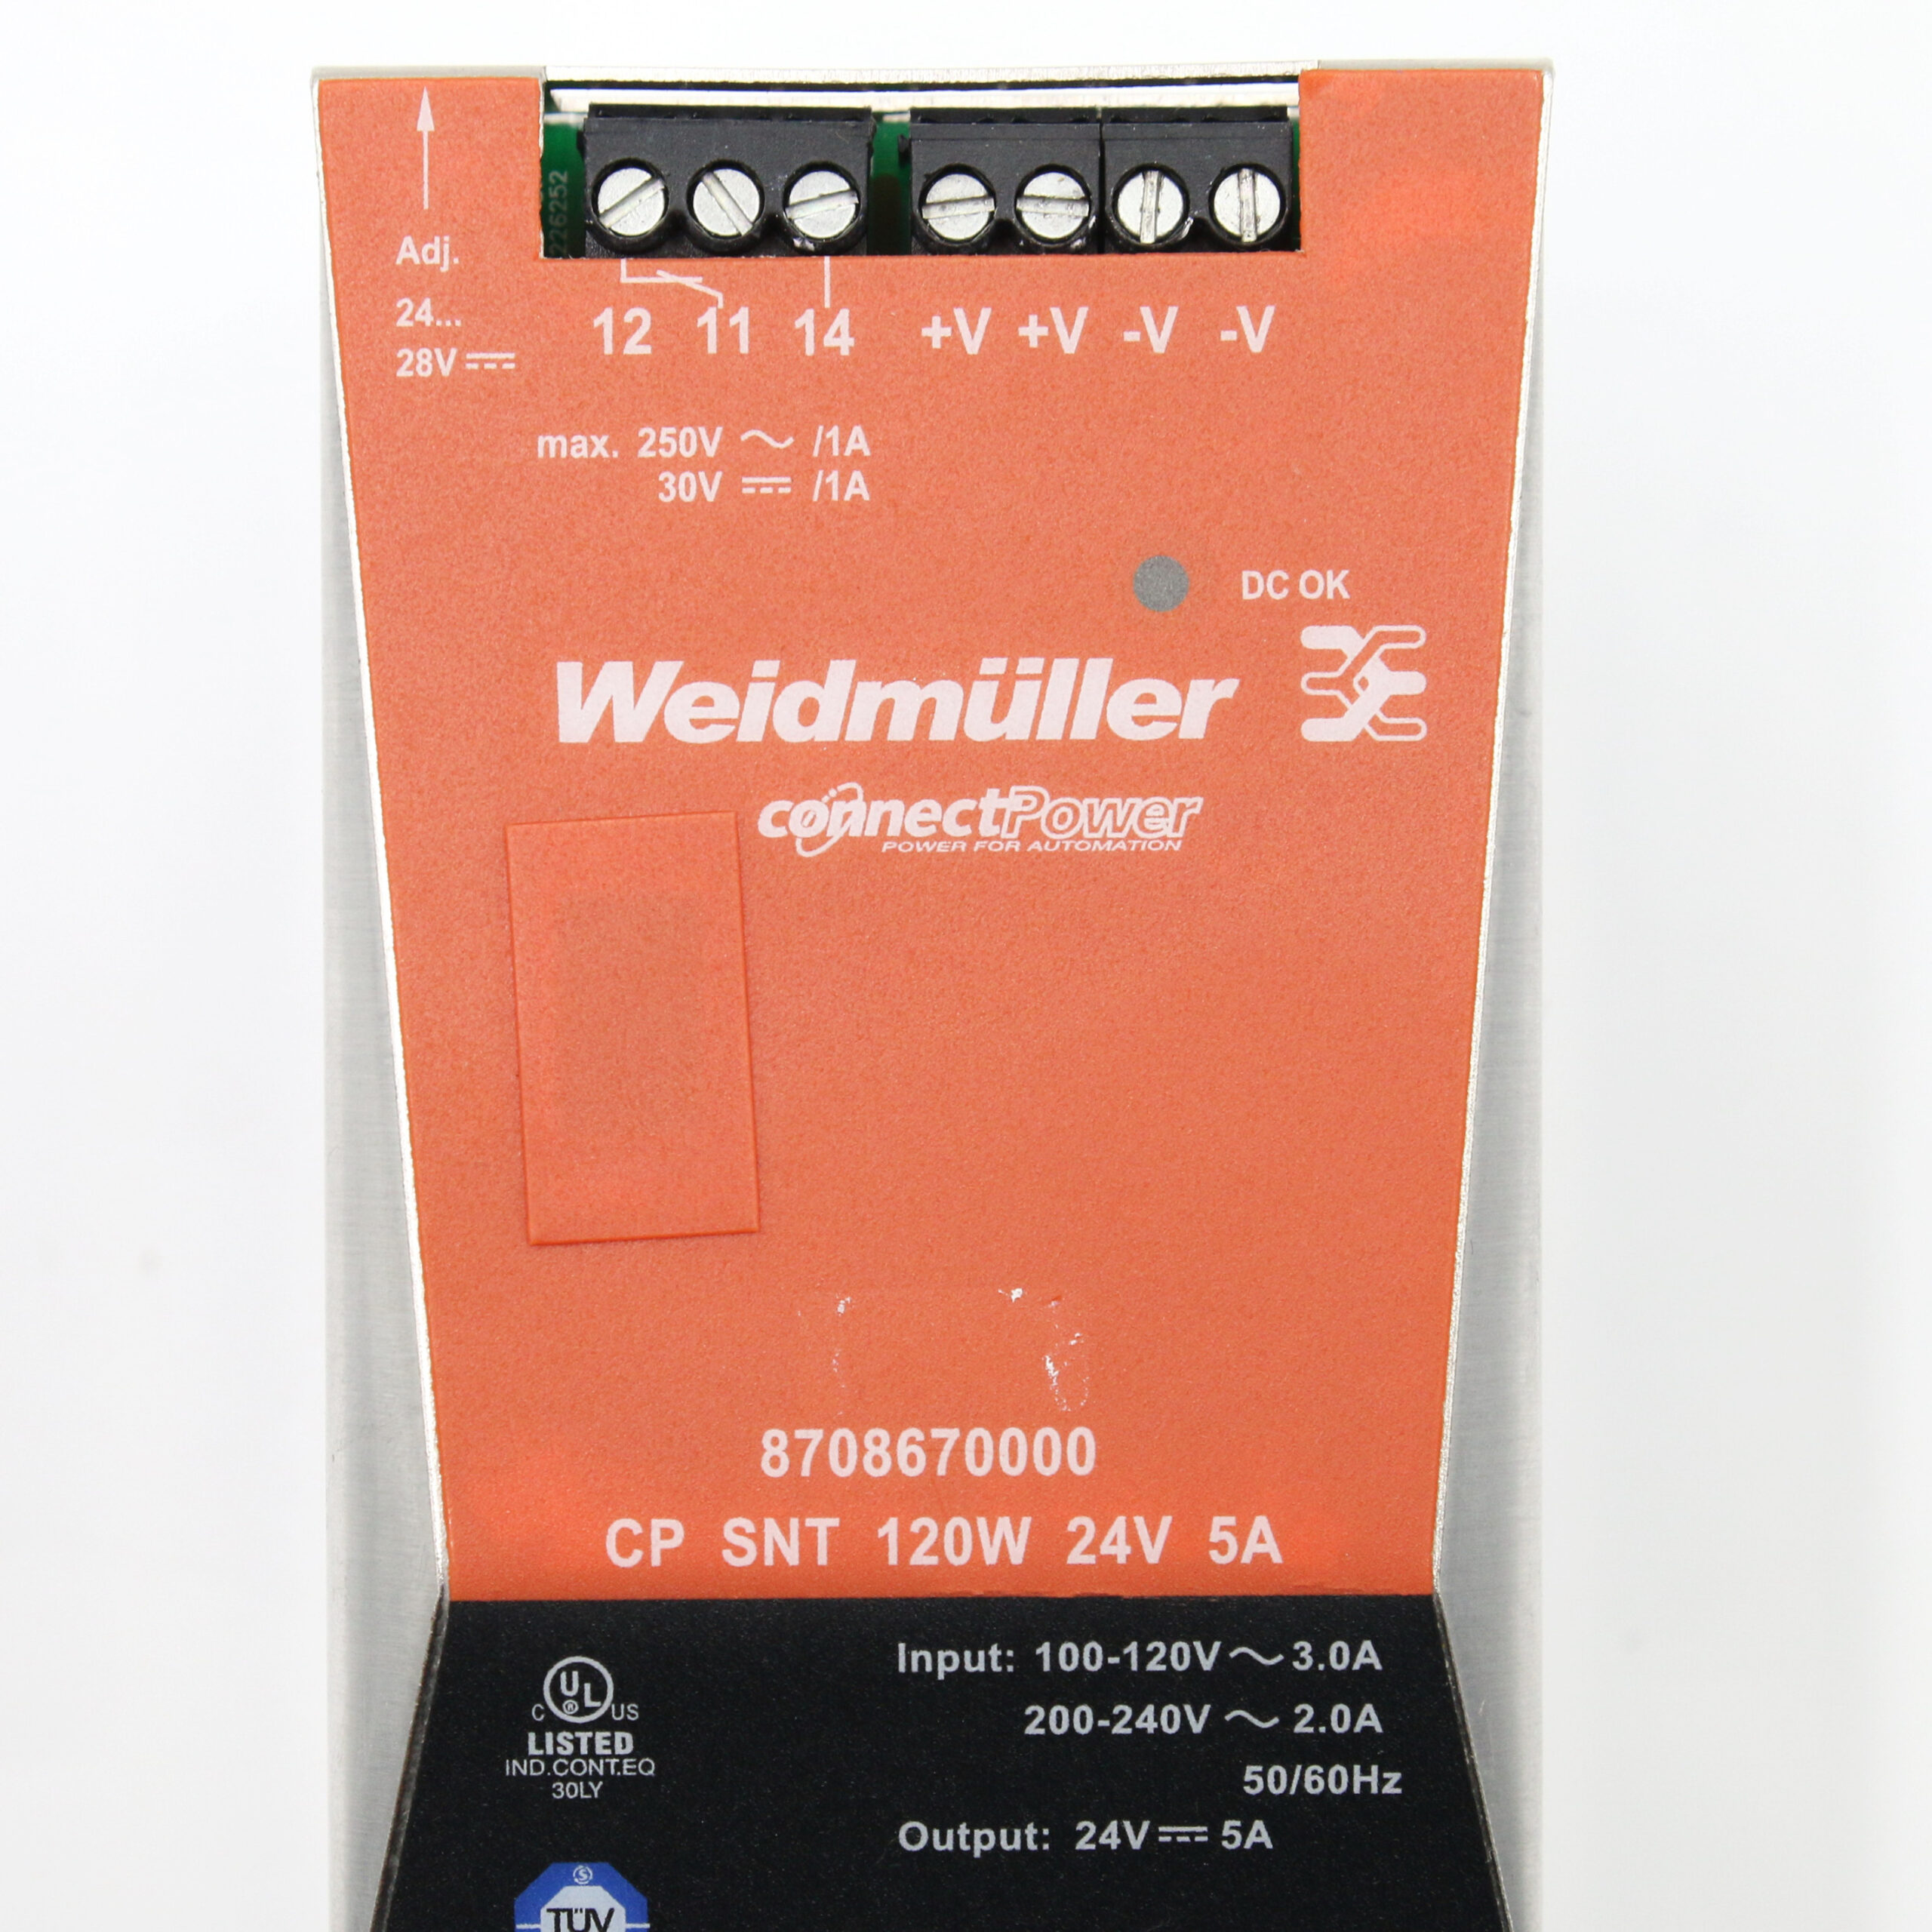 226252
Adj.
24...
28V ⎓
12 11 14 +V +V -V -V
max. 250V ~ /1A
30V ⎓ /1A
DC OK
Weidmüller
connectPower
POWER FOR AUTOMATION
8708670000
CP SNT 120W 24V 5A
Input: 100-120V ~ 3.0A
200-240V ~ 2.0A
50/60Hz
Output: 24V ⎓ 5A
UL ®
C US
LISTED
IND.CONT.EQ
30LY
S
TÜV